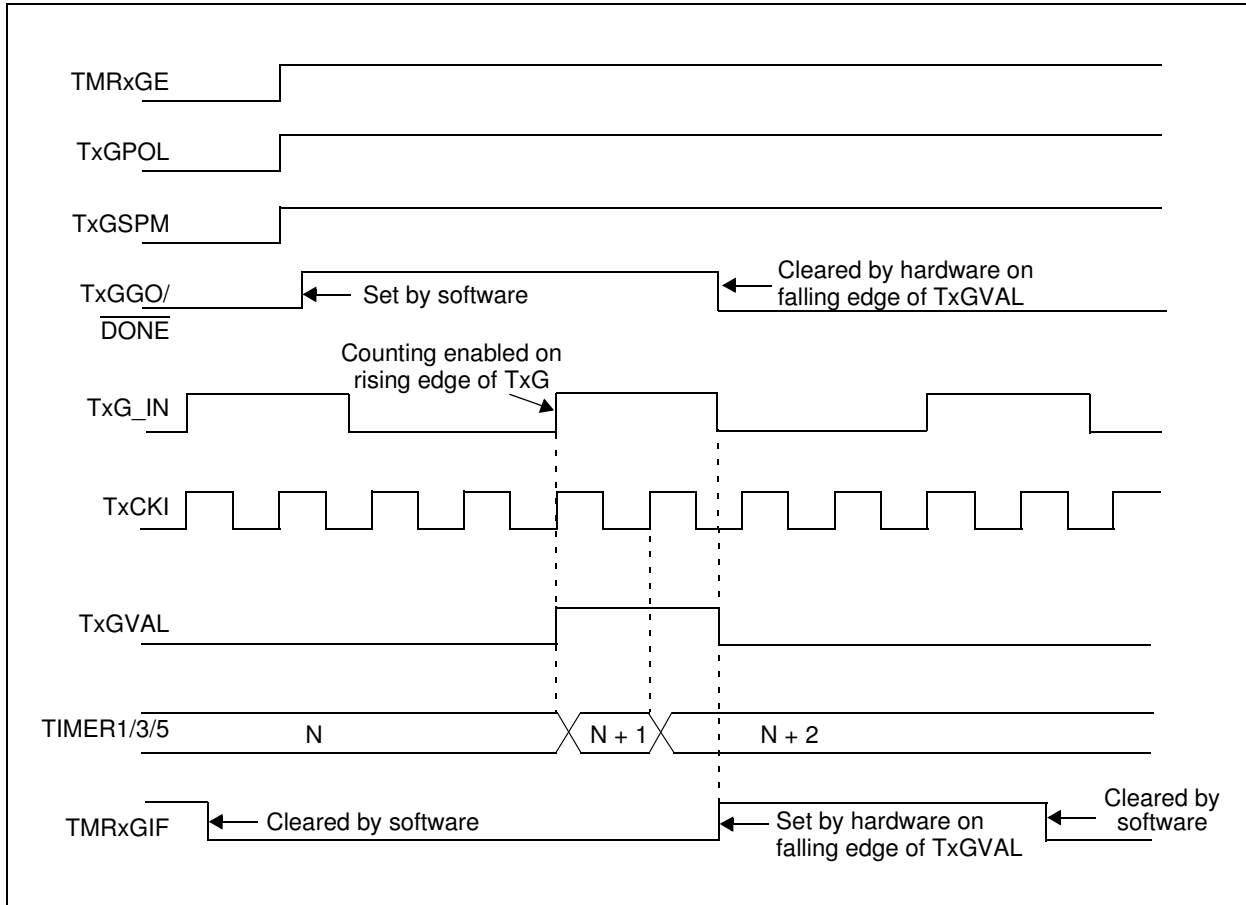 TMRxGE
TxGPOL
TxGSPM
TxGGO/
DONE
Set by software
Cleared by hardware on
falling edge of TxGVAL
Counting enabled on
rising edge of TxG
TxG_IN
TxCKI
TxGVAL
TIMER1/3/5
N
N + 1
N + 2
TMRxGIF
Cleared by software
Set by hardware on
falling edge of TxGVAL
Cleared by
software